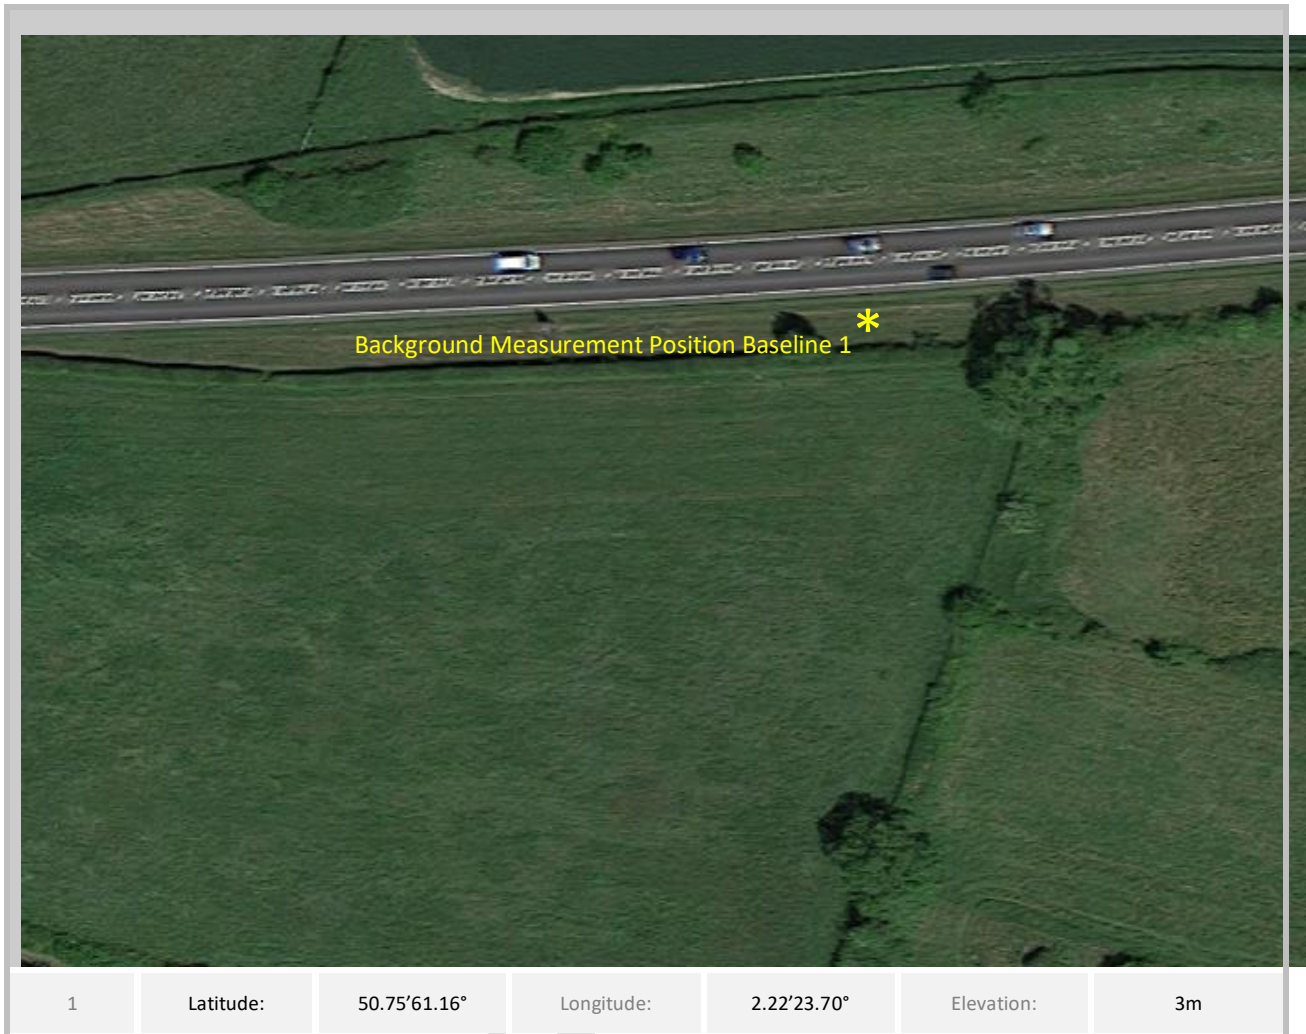 Background Measurement Position Baseline 1 *
1 Latitude: 50.75'61.16° Longitude: 2.22'23.70° Elevation: 3m